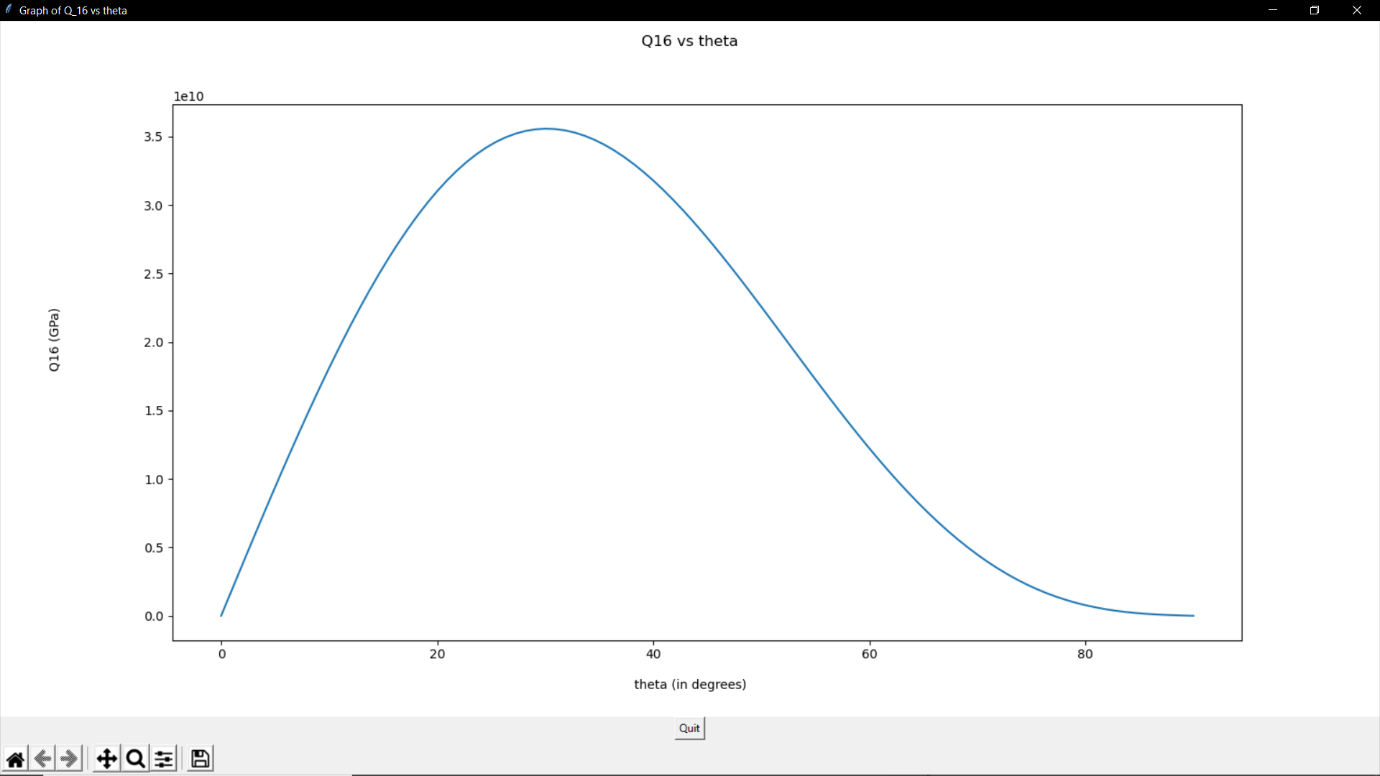 Graph of Q_16 vs theta
Q16 vs theta
1e10
3.5
3.0
2.5
2.0
1.5
1.0
0.5
0.0
Q16 (GPa)
0 20 40 60 80
theta (in degrees)
Quit